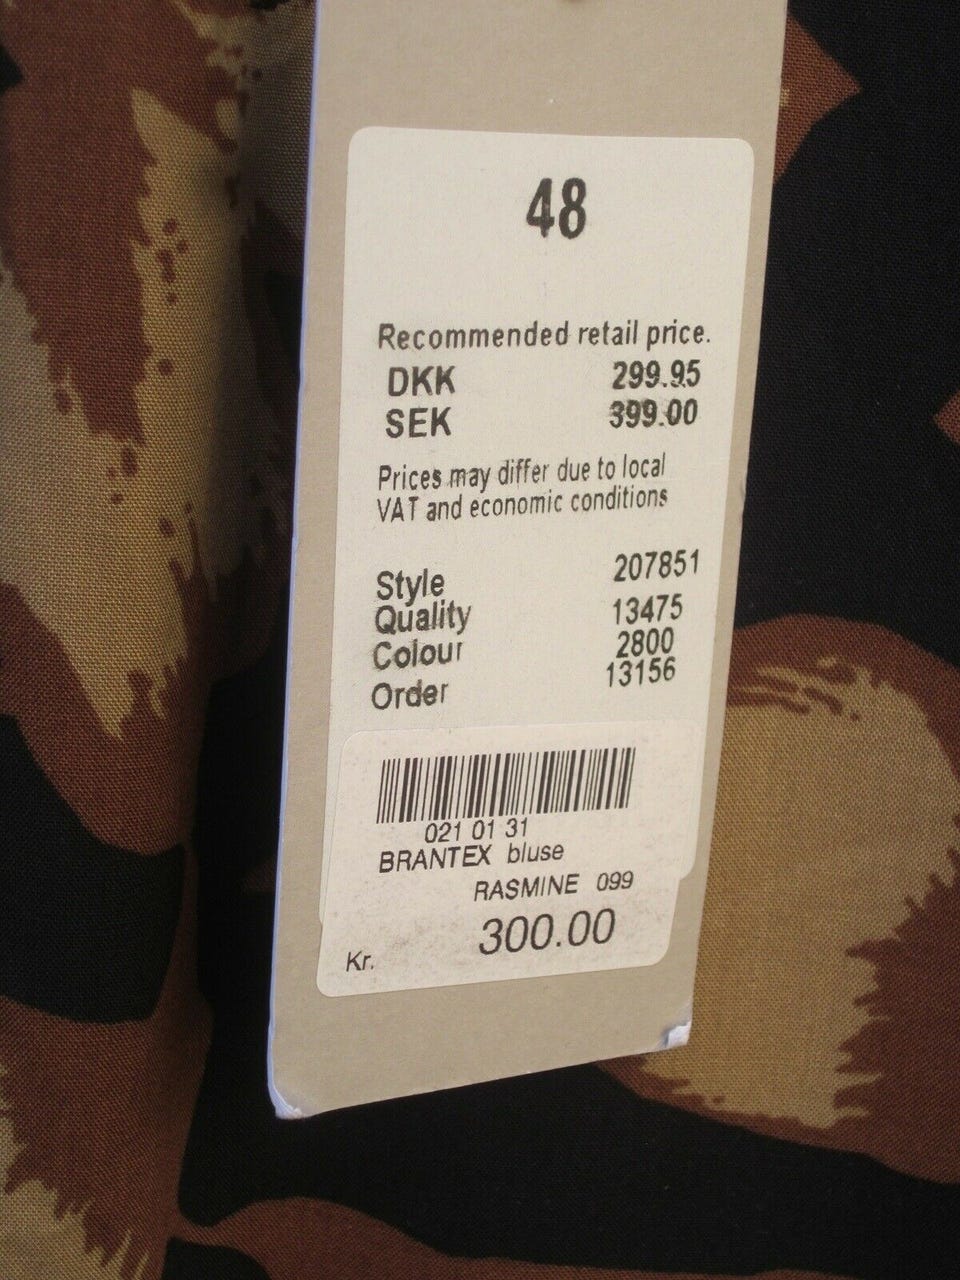 48
Recommended retail price.
DKK 299.95
SEK 399.00
Prices may differ due to local
VAT and economic conditions
Style 207851
Quality 13475
Colour 2800
Order 13156
021 01 31
BRANTEX bluse
RASMINE 099
Kr. 300.00